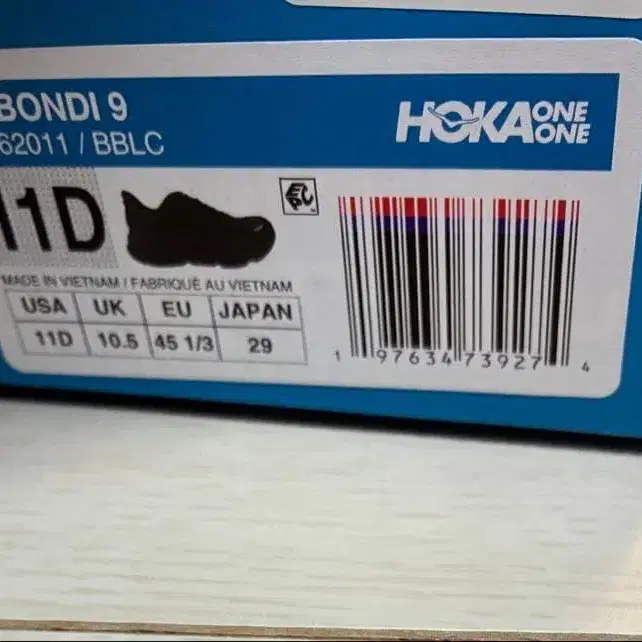 BONDI 9
62011 / BBLC
HOKA ONE ONE
11D
MADE IN VIETNAM / FABRIQUÉ AU VIETNAM
USA UK EU JAPAN
11D 10.5 45 1/3 29
1 97634 73927 4